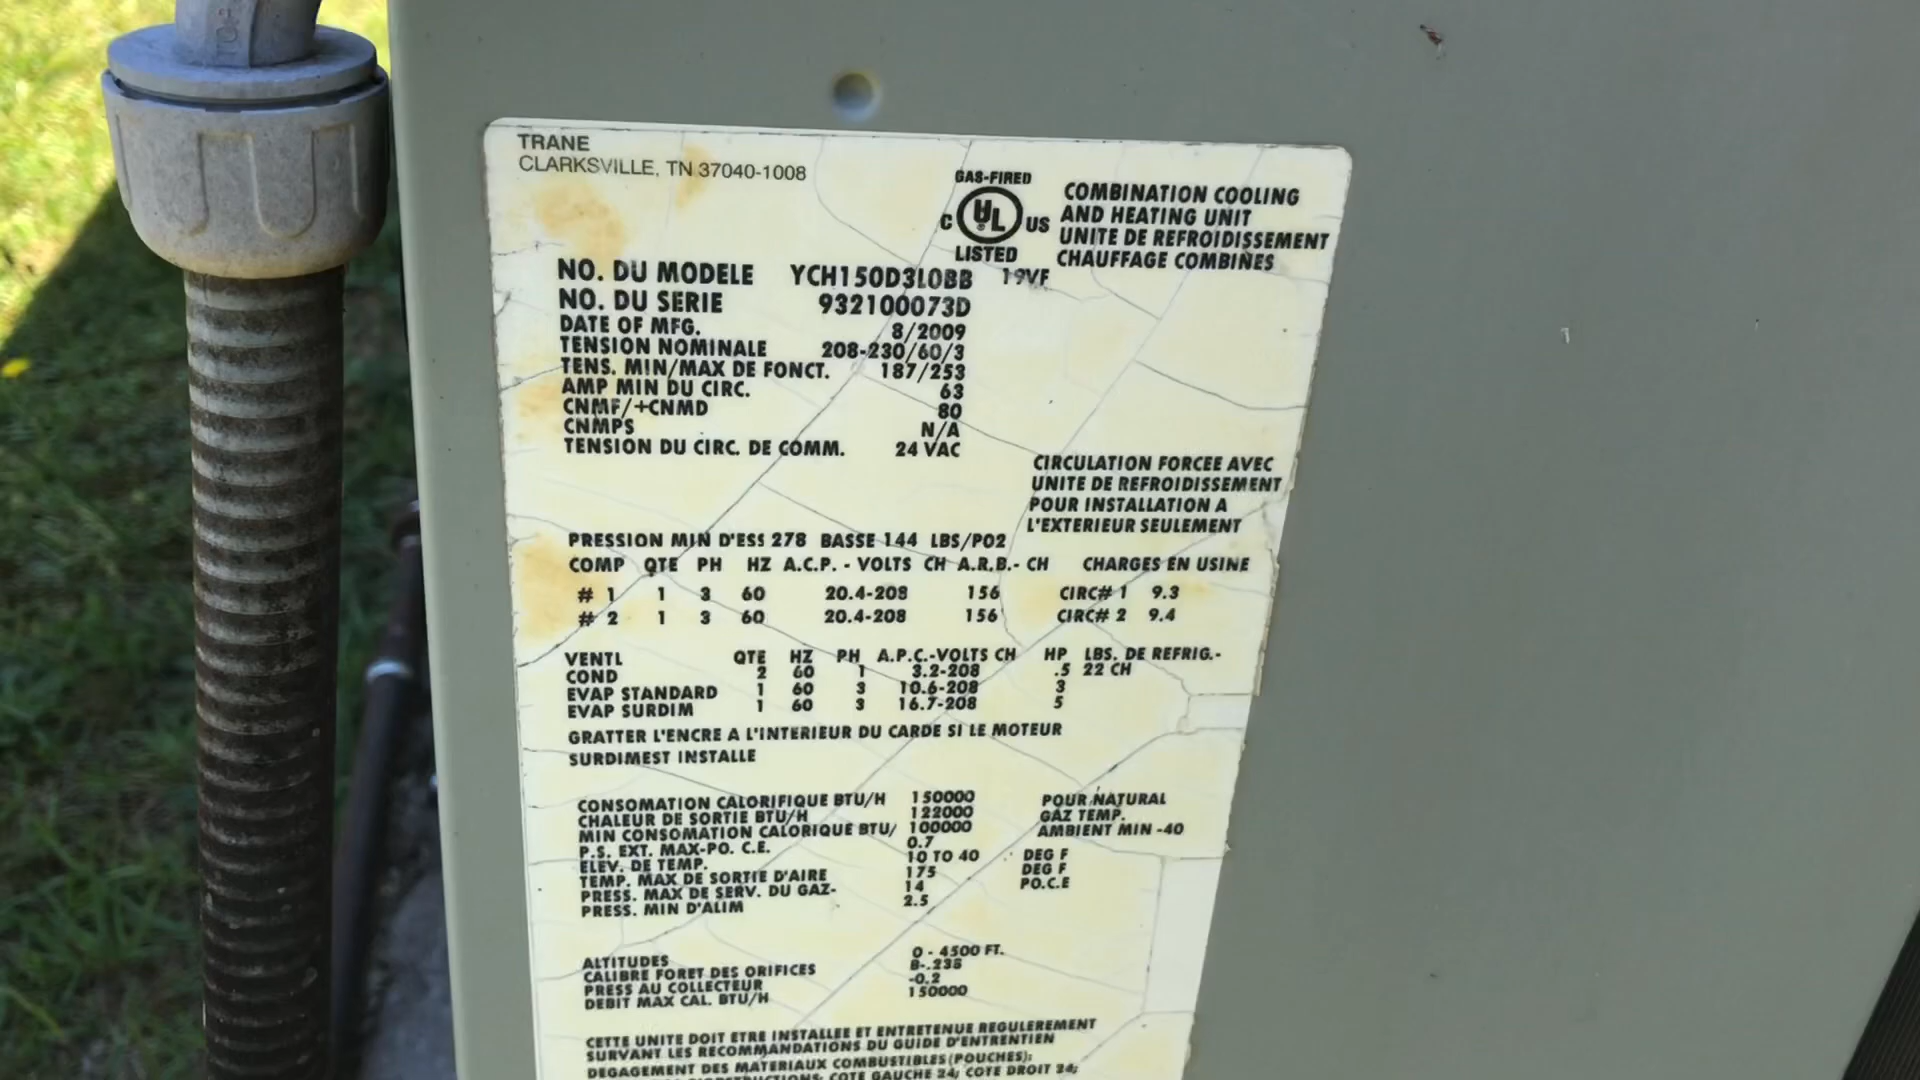 TRANE
CLARKSVILLE, TN 37040-1008
GAS-FIRED
C UL US
LISTED
COMBINATION COOLING
AND HEATING UNIT
UNITE DE REFROIDISSEMENT
CHAUFFAGE COMBINES
NO. DU MODELE YCH150D3L0BB 19VF
NO. DU SERIE 932100073D
DATE OF MFG. 8/2009
TENSION NOMINALE 208-230/60/3
TENS. MIN/MAX DE FONCT. 187/253
AMP MIN DU CIRC. 63
CNMF/+CNMD 80
CNMPS N/A
TENSION DU CIRC. DE COMM. 24 VAC
CIRCULATION FORCEE AVEC
UNITE DE REFROIDISSEMENT
POUR INSTALLATION A
L'EXTERIEUR SEULEMENT
PRESSION MIN D'ESS 278 BASSE 144 LBS/PO2
COMP QTE PH HZ A.C.P. - VOLTS CH A.R.B.- CH CHARGES EN USINE
# 1 1 3 60 20.4-208 156 CIRC# 1 9.3
# 2 1 3 60 20.4-208 156 CIRC# 2 9.4
VENTL QTE HZ PH A.P.C.-VOLTS CH HP LBS. DE REFRIG.-
COND 2 60 1 3.2-208 .5 22 CH
EVAP STANDARD 1 60 3 10.6-208 3
EVAP SURDIM 1 60 3 16.7-208 5
GRATTER L'ENCRE A L'INTERIEUR DU CARDE SI LE MOTEUR
SURDIMEST INSTALLE
CONSOMATION CALORIFIQUE BTU/H 150000 POUR NATURAL
CHALEUR DE SORTIE BTU/H 122000 GAZ TEMP.
MIN CONSOMATION CALORIQUE BTU/ 100000 AMBIENT MIN -40
P.S. EXT. MAX-PO. C.E. 0.7
ELEV. DE TEMP. 10 TO 40 DEG F
TEMP. MAX DE SORTIE D'AIRE 175 DEG F
PRESS. MAX DE SERV. DU GAZ- 14 PO.C.E
PRESS. MIN D'ALIM 2.5
ALTITUDES 0 - 4500 FT.
CALIBRE FORET DES ORIFICES B-.235
PRESS AU COLLECTEUR -0.2
DEBIT MAX CAL. BTU/H 150000
CETTE UNITE DOIT ETRE INSTALLEE ET ENTRETENUE REGULEREMENT
SURVANT LES RECOMMANDATIONS DU GUIDE D'ENTRETIEN
DEGAGEMENT DES MATERIAUX COMBUSTIBLES (POUCHES):
COTE GAUCHE 24; COTE DROIT 24;